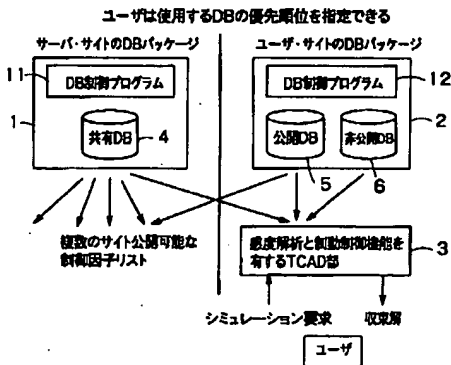 ユーザは使用するDBの優先順位を指定できる
サーバ・サイトのDBパッケージ
ユーザ・サイトのDBパッケージ
11
DB制御プログラム
12
DB制御プログラム
1
共有DB
4
公開DB
非公開DB
2
5
6
複数のサイト公開可能な
制御因子リスト
感度解析と制動制御機能を
有するTCAD部
3
シミュレーション要求
収束解
ユーザ